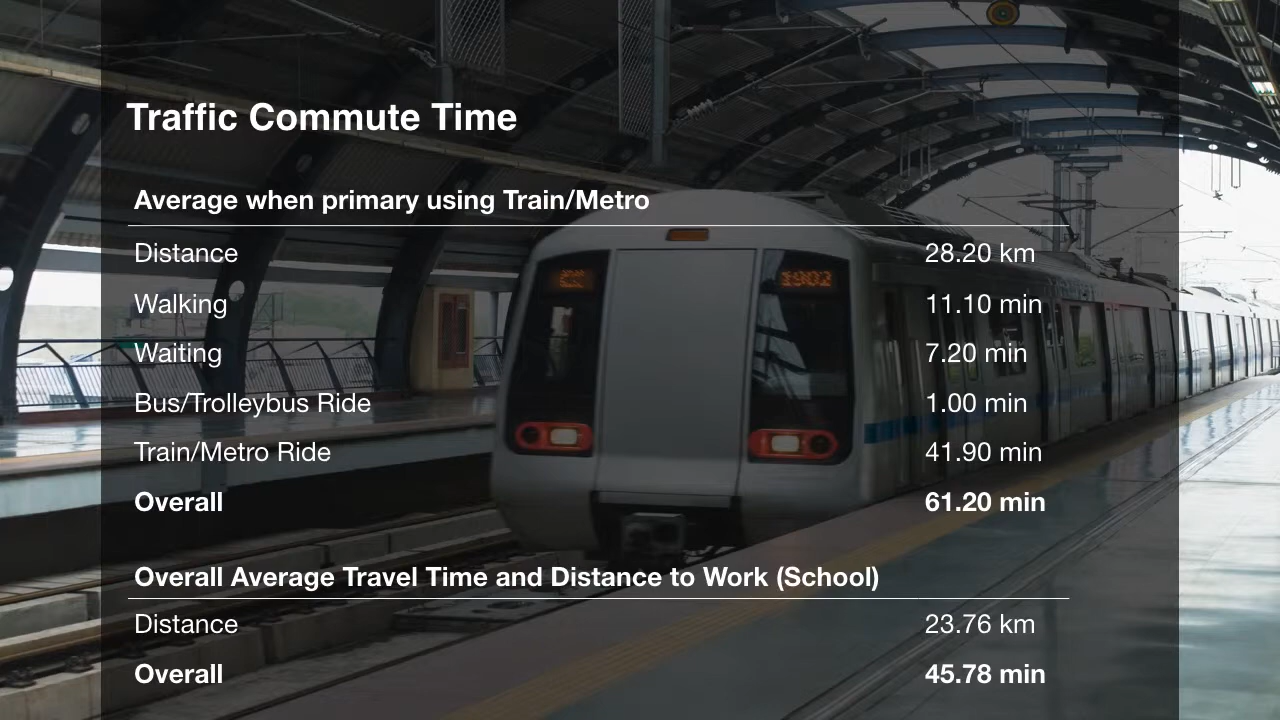 Traffic Commute Time
Average when primary using Train/Metro
Distance 28.20 km
Walking 11.10 min
Waiting 7.20 min
Bus/Trolleybus Ride 1.00 min
Train/Metro Ride 41.90 min
Overall 61.20 min
Overall Average Travel Time and Distance to Work (School)
Distance 23.76 km
Overall 45.78 min